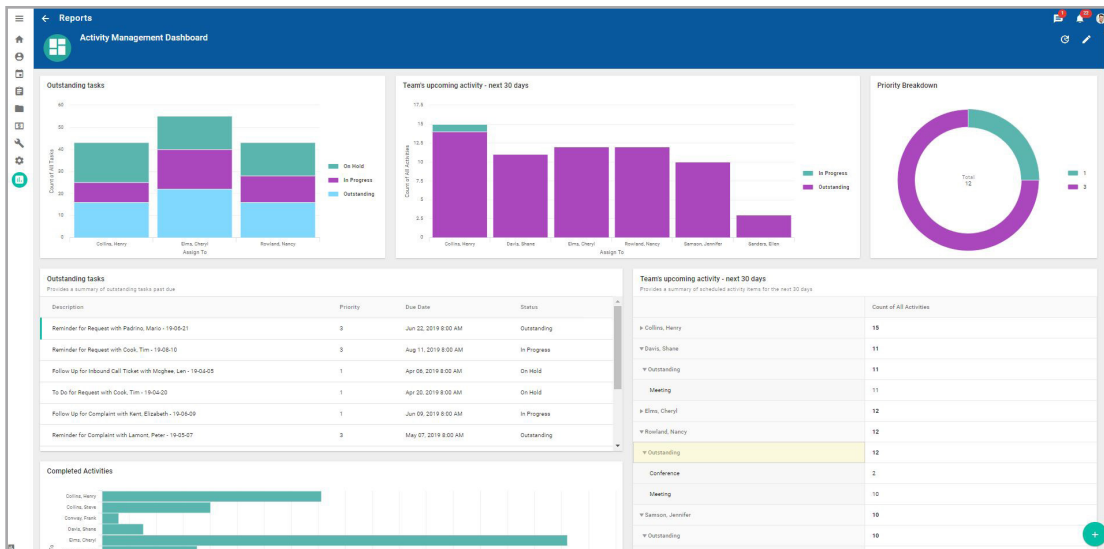 Reports
Activity Management Dashboard
Outstanding tasks
60
50
40
30
20
10
0
Count of All Tasks
Collins, Henry
Elms, Cheryl
Rowland, Nancy
Assign To
On Hold
In Progress
Outstanding
Team's upcoming activity - next 30 days
17.5
15
12.5
10
7.5
5
2.5
0
Count of All Activities
Collins, Henry
Davis, Shane
Elms, Cheryl
Rowland, Nancy
Samson, Jennifer
Sanders, Ellen
Assign To
In Progress
Outstanding
Priority Breakdown
Total
12
1
3
Outstanding tasks
Provides a summary of outstanding tasks past due
Description Priority Due Date Status
Reminder for Request with Padrino, Mario - 19-06-21 3 Jun 22, 2019 8:00 AM Outstanding
Reminder for Request with Cook, Tim - 19-08-10 3 Aug 11, 2019 8:00 AM In Progress
Follow Up for Inbound Call Ticket with Mcghee, Len - 19-04-05 1 Apr 06, 2019 8:00 AM On Hold
To Do for Request with Cook, Tim - 19-04-20 1 Apr 20, 2019 8:00 AM On Hold
Follow Up for Complaint with Kent, Elizabeth - 19-06-09 1 Jun 09, 2019 8:00 AM In Progress
Reminder for Complaint with Lamont, Peter - 19-05-07 3 May 07, 2019 8:00 AM Outstanding
Team's upcoming activity - next 30 days
Provides a summary of scheduled activity items for the next 30 days
Count of All Activities
Collins, Henry 15
Davis, Shane 11
Outstanding 11
Meeting 11
Elms, Cheryl 12
Rowland, Nancy 12
Outstanding 12
Conference 2
Meeting 10
Samson, Jennifer 10
Outstanding 10
Completed Activities
Collins, Henry
Collins, Steve
Conway, Frank
Davis, Shane
Elms, Cheryl